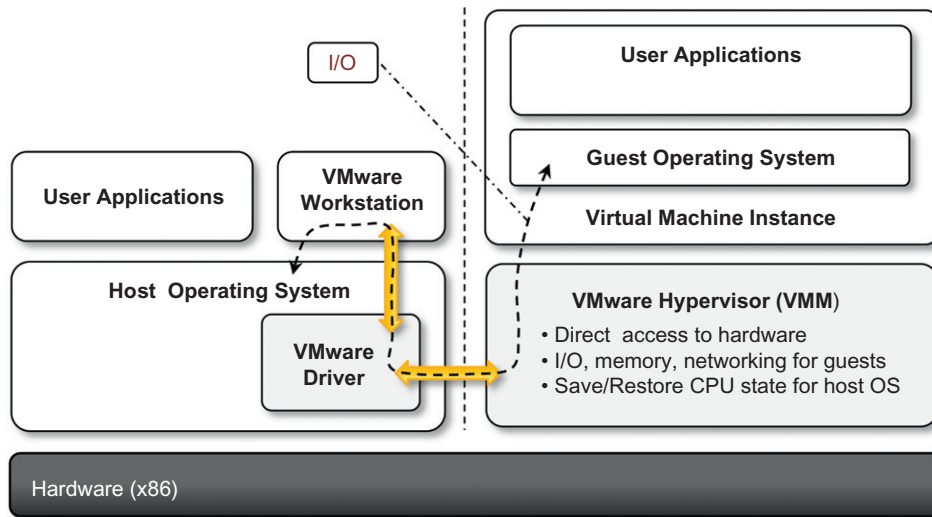 I/O
User Applications
VMware
Workstation
Host Operating System
VMware
Driver
User Applications
Guest Operating System
Virtual Machine Instance
VMware Hypervisor (VMM)
• Direct access to hardware
• I/O, memory, networking for guests
• Save/Restore CPU state for host OS
Hardware (x86)